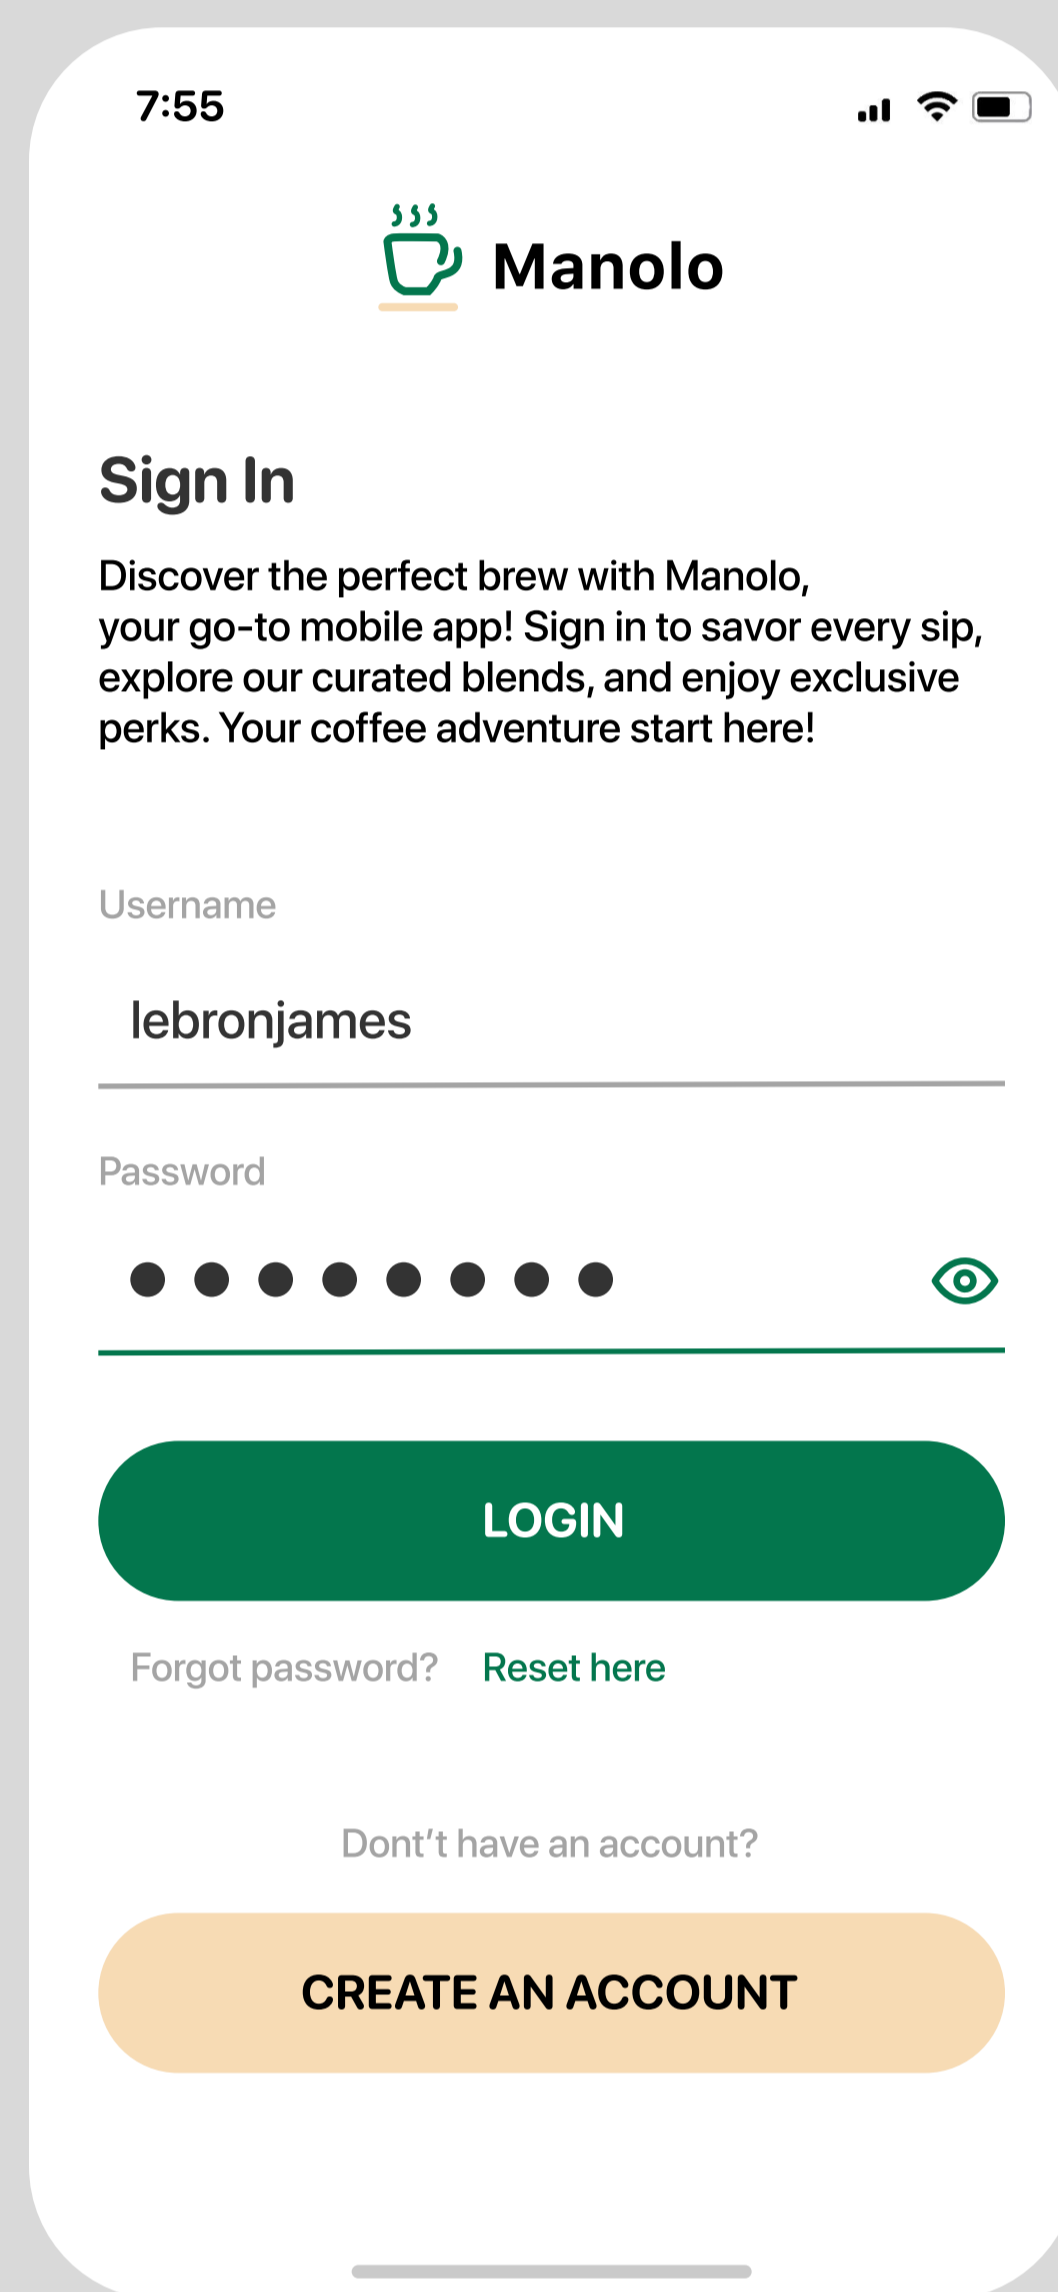 7:55
Manolo
Sign In
Discover the perfect brew with Manolo,
your go-to mobile app! Sign in to savor every sip,
explore our curated blends, and enjoy exclusive
perks. Your coffee adventure start here!
Username
lebronjames
Password
LOGIN
Forgot password? Reset here
Dont’t have an account?
CREATE AN ACCOUNT